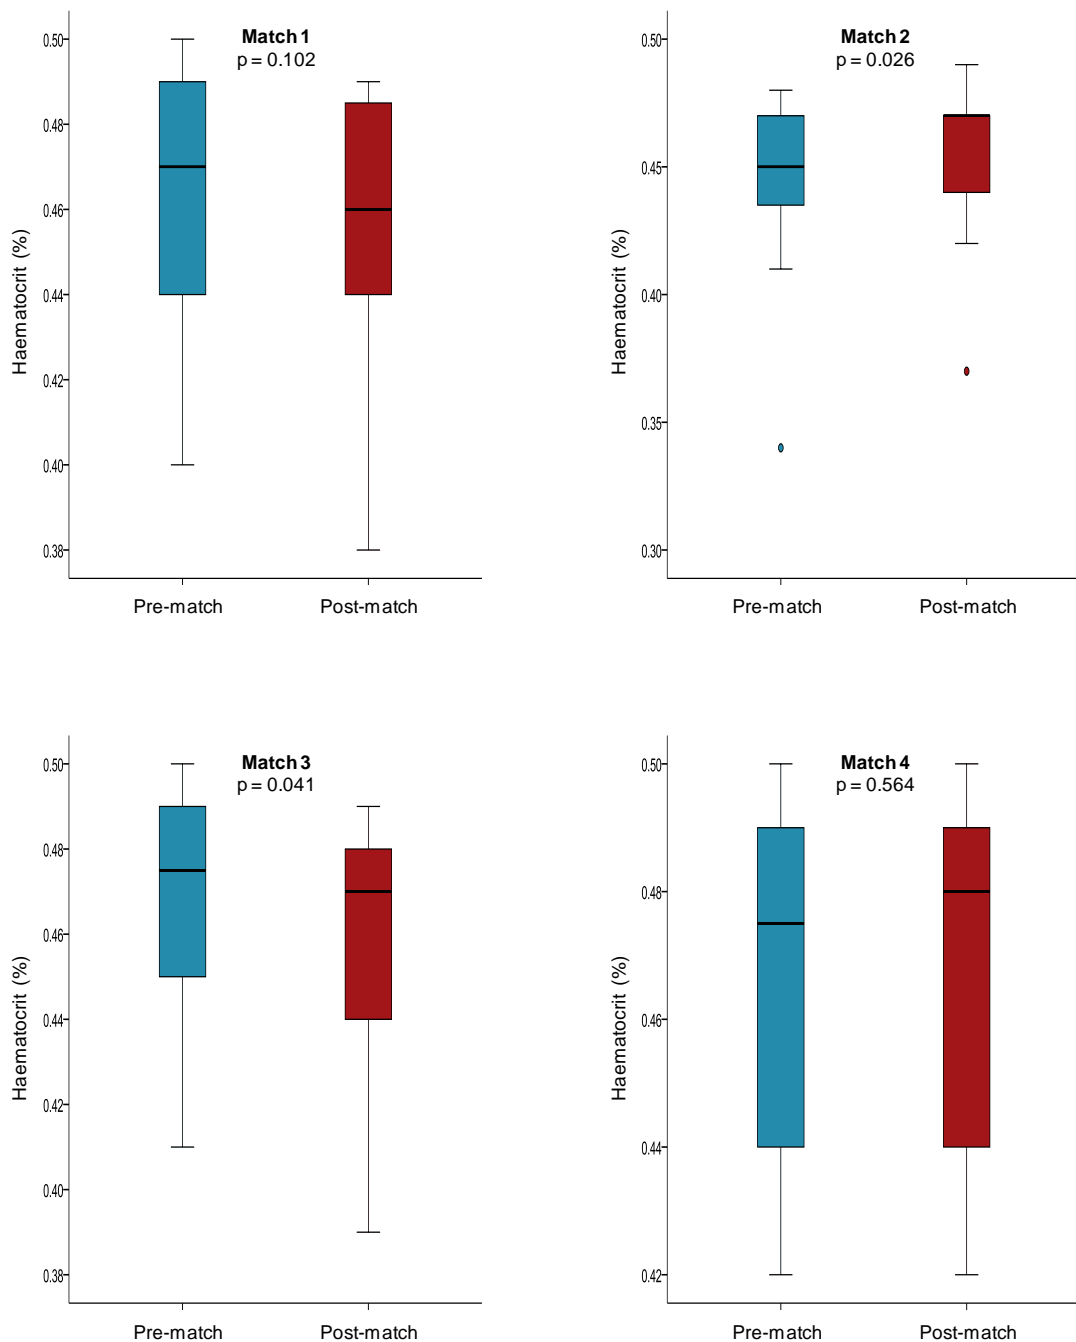 Match 1
p = 0.102
Haematocrit (%)
0.50
0.48
0.46
0.44
0.42
0.40
0.38
Pre-match
Post-match
Match 2
p = 0.026
Haematocrit (%)
0.50
0.45
0.40
0.35
0.30
Pre-match
Post-match
Match 3
p = 0.041
Haematocrit (%)
0.50
0.48
0.46
0.44
0.42
0.40
0.38
Pre-match
Post-match
Match 4
p = 0.564
Haematocrit (%)
0.50
0.48
0.46
0.44
0.42
Pre-match
Post-match